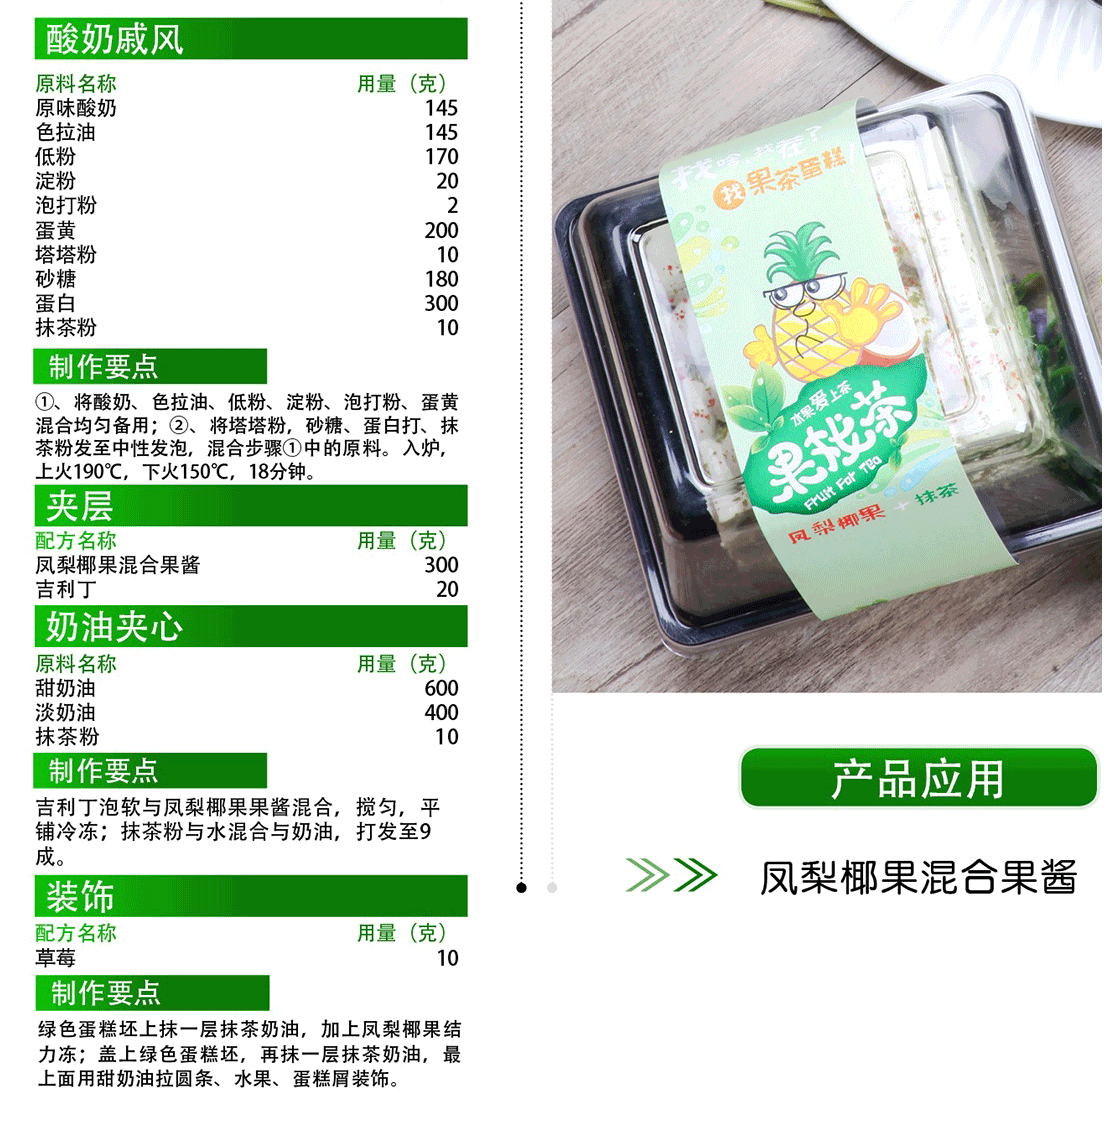 酸奶戚风
原料名称 用量（克）
原味酸奶 145
色拉油 145
低粉 170
淀粉 20
泡打粉 2
蛋黄 200
塔塔粉 10
砂糖 180
蛋白 300
抹茶粉 10
制作要点
①、将酸奶、色拉油、低粉、淀粉、泡打粉、蛋黄
混合均匀备用；②、将塔塔粉，砂糖、蛋白打、抹
茶粉发至中性发泡，混合步骤①中的原料。入炉，
上火190℃，下火150℃，18分钟。
夹层
配方名称 用量（克）
凤梨椰果混合果酱 300
吉利丁 20
奶油夹心
原料名称 用量（克）
甜奶油 600
淡奶油 400
抹茶粉 10
制作要点
吉利丁泡软与凤梨椰果果酱混合，搅匀，平
铺冷冻；抹茶粉与水混合与奶油，打发至9
成。
装饰
配方名称 用量（克）
草莓 10
制作要点
绿色蛋糕坯上抹一层抹茶奶油，加上凤梨椰果结
力冻；盖上绿色蛋糕坯，再抹一层抹茶奶油，最
上面用甜奶油拉圆条、水果、蛋糕屑装饰。
找啥 找茬？
找果茶蛋糕
本果爱上茶
果找茶
Fruit For Tea
凤梨椰果 + 抹茶
产品应用
凤梨椰果混合果酱